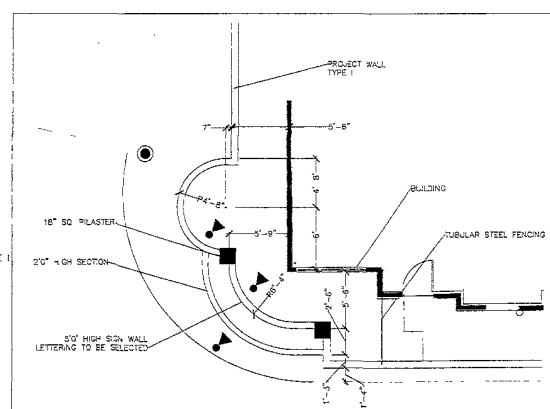 PROJECT WALL
TYPE I
7"
5'-6"
R4'-8"
4'-8"
BUILDING
18" SQ PILASTER
5'-9"
TUBULAR STEEL FENCING
2'0" HIGH SECTION
R6'-4"
2'-6"
5'-6"
5'0" HIGH SIGN WALL
LETTERING TO BE SELECTED
1'-3"
1'-4"